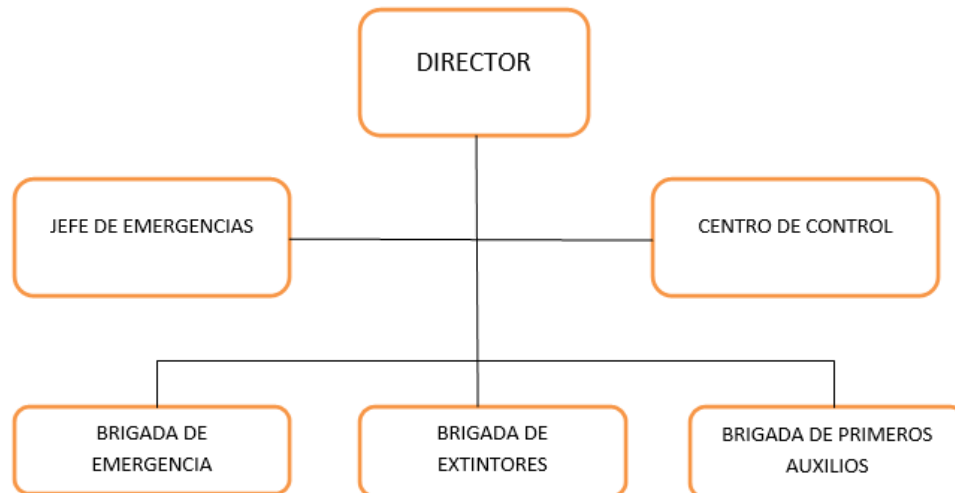 DIRECTOR
JEFE DE EMERGENCIAS
CENTRO DE CONTROL
BRIGADA DE
EMERGENCIA
BRIGADA DE
EXTINTORES
BRIGADA DE PRIMEROS
AUXILIOS